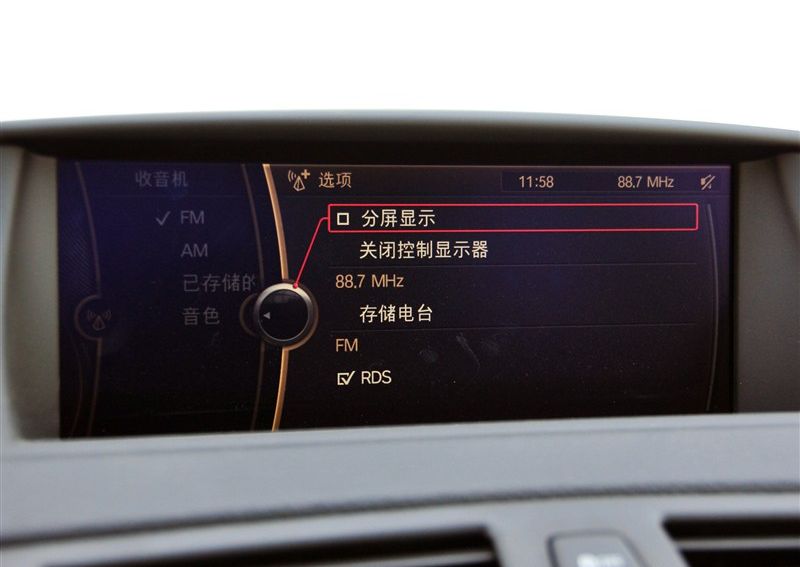 收音机
FM
AM
已存储的
音色
选项
11:58
88.7 MHz
分屏显示
关闭控制显示器
88.7 MHz
存储电台
FM
RDS